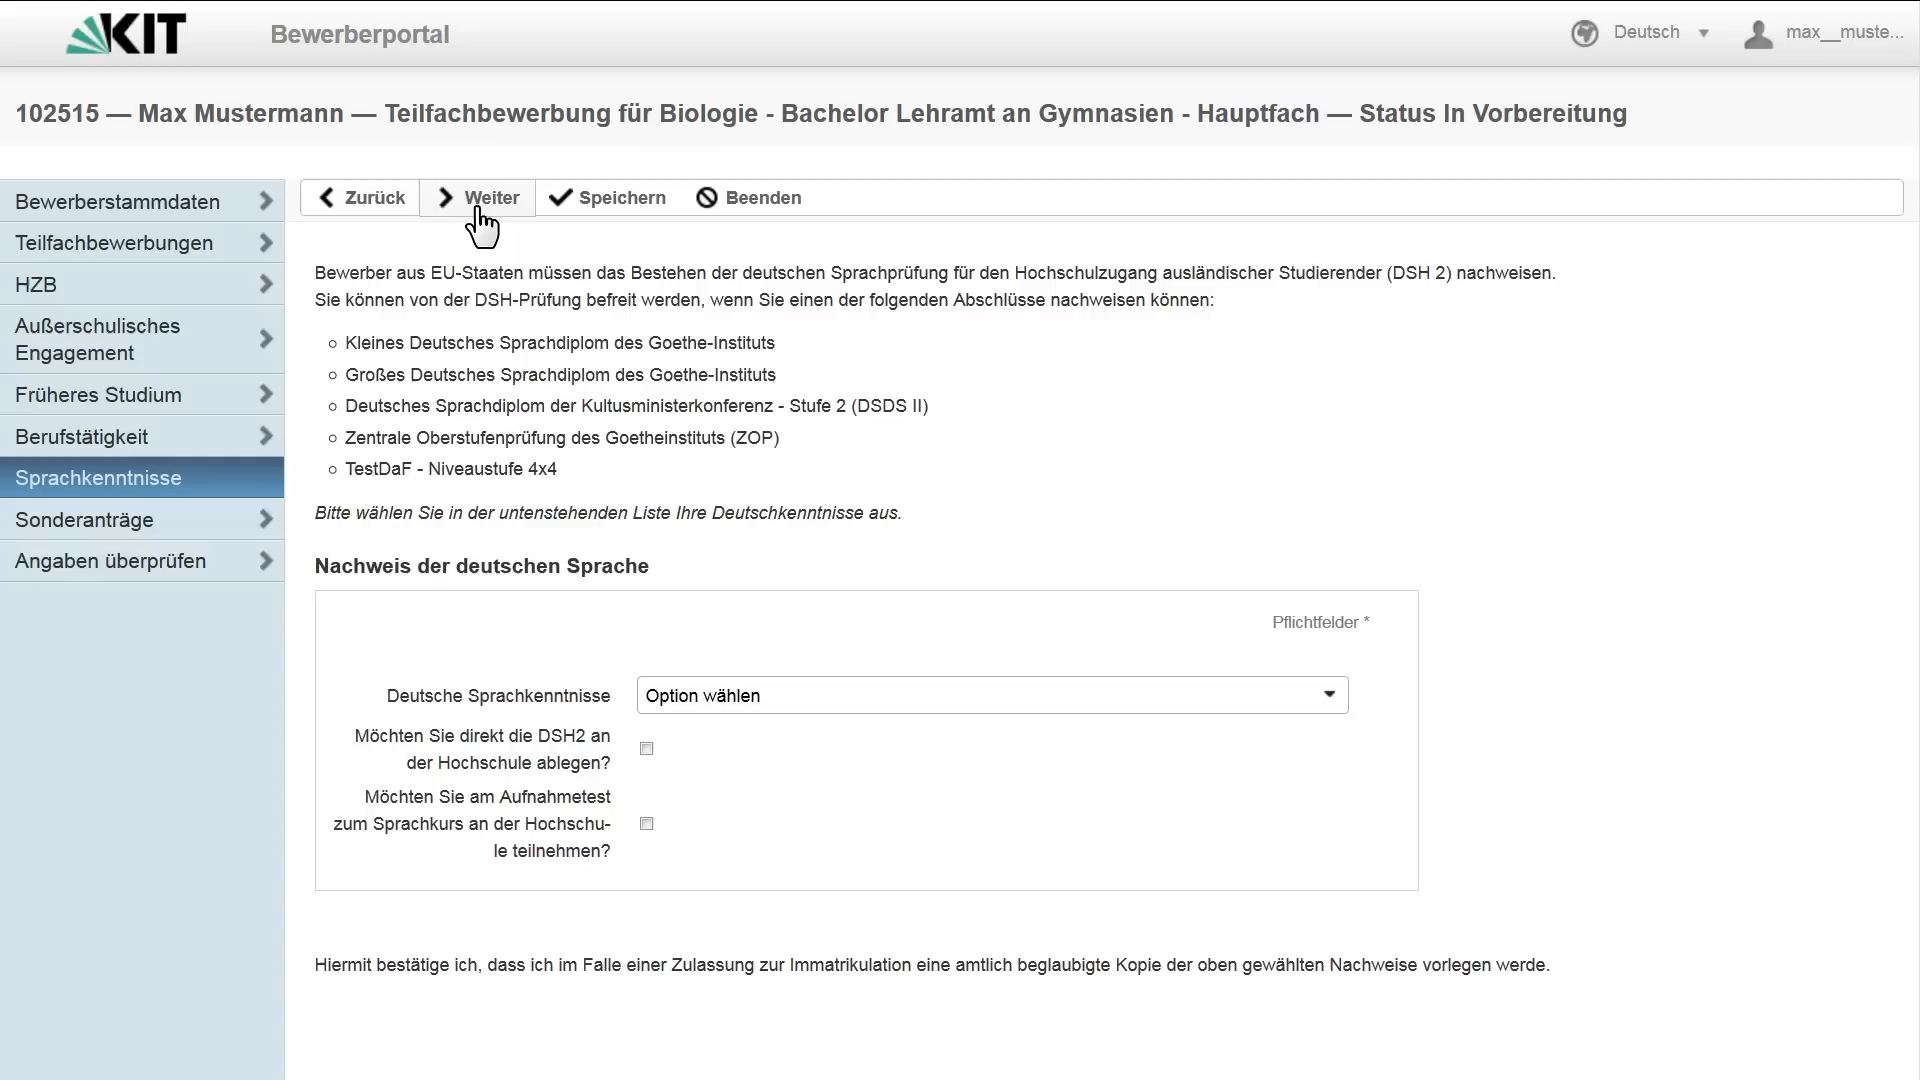 KIT
Bewerberportal
Deutsch
max__muste...
102515 — Max Mustermann — Teilfachbewerbung für Biologie - Bachelor Lehramt an Gymnasien - Hauptfach — Status In Vorbereitung
Bewerberstammdaten
Teilfachbewerbungen
HZB
Außerschulisches
Engagement
Früheres Studium
Berufstätigkeit
Sprachkenntnisse
Sonderanträge
Angaben überprüfen
Zurück
Weiter
Speichern
Beenden
Bewerber aus EU-Staaten müssen das Bestehen der deutschen Sprachprüfung für den Hochschulzugang ausländischer Studierender (DSH 2) nachweisen.
Sie können von der DSH-Prüfung befreit werden, wenn Sie einen der folgenden Abschlüsse nachweisen können:
Kleines Deutsches Sprachdiplom des Goethe-Instituts
Großes Deutsches Sprachdiplom des Goethe-Instituts
Deutsches Sprachdiplom der Kultusministerkonferenz - Stufe 2 (DSDS II)
Zentrale Oberstufenprüfung des Goetheinstituts (ZOP)
TestDaF - Niveaustufe 4x4
Bitte wählen Sie in der untenstehenden Liste Ihre Deutschkenntnisse aus.
Nachweis der deutschen Sprache
Pflichtfelder *
Deutsche Sprachkenntnisse
Option wählen
Möchten Sie direkt die DSH2 an
der Hochschule ablegen?
Möchten Sie am Aufnahmetest
zum Sprachkurs an der Hochschu-
le teilnehmen?
Hiermit bestätige ich, dass ich im Falle einer Zulassung zur Immatrikulation eine amtlich beglaubigte Kopie der oben gewählten Nachweise vorlegen werde.